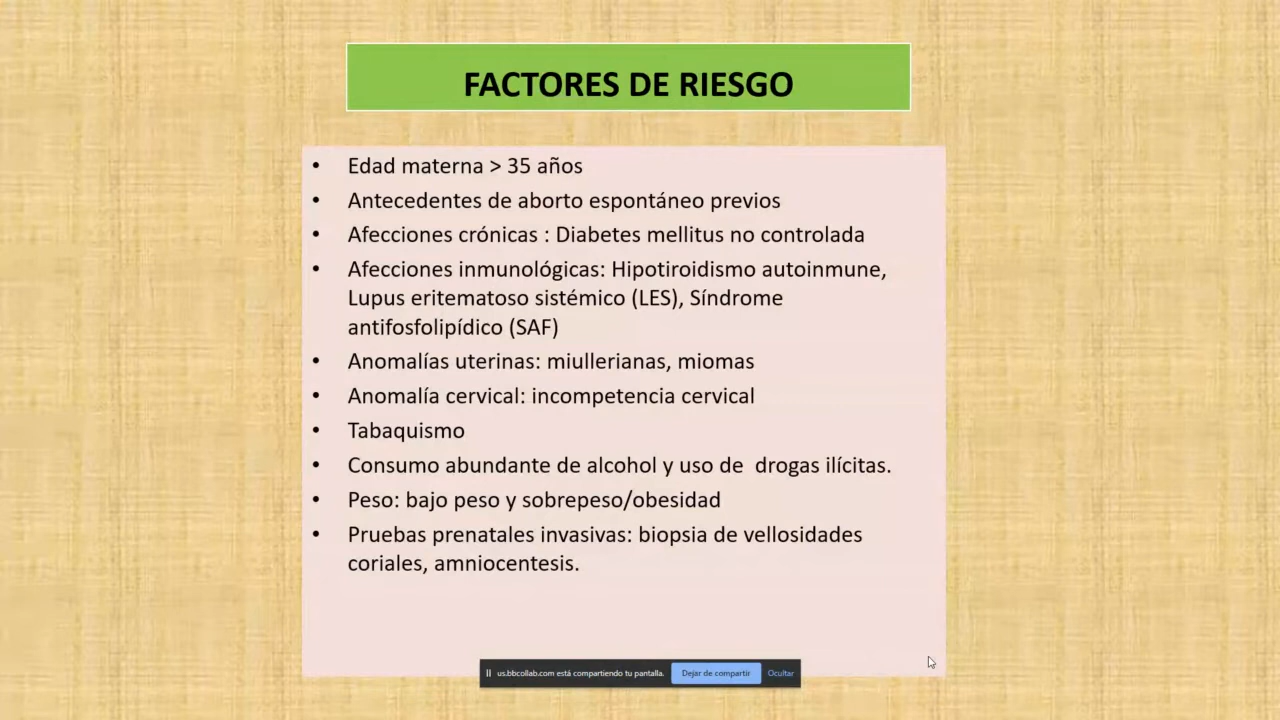 FACTORES DE RIESGO
• Edad materna > 35 años
• Antecedentes de aborto espontáneo previos
• Afecciones crónicas : Diabetes mellitus no controlada
• Afecciones inmunológicas: Hipotiroidismo autoinmune,
Lupus eritematoso sistémico (LES), Síndrome
antifosfolipídico (SAF)
• Anomalías uterinas: miullerianas, miomas
• Anomalía cervical: incompetencia cervical
• Tabaquismo
• Consumo abundante de alcohol y uso de  drogas ilícitas.
• Peso: bajo peso y sobrepeso/obesidad
• Pruebas prenatales invasivas: biopsia de vellosidades
coriales, amniocentesis.
us.bbcollab.com está compartiendo tu pantalla. Dejar de compartir Ocultar